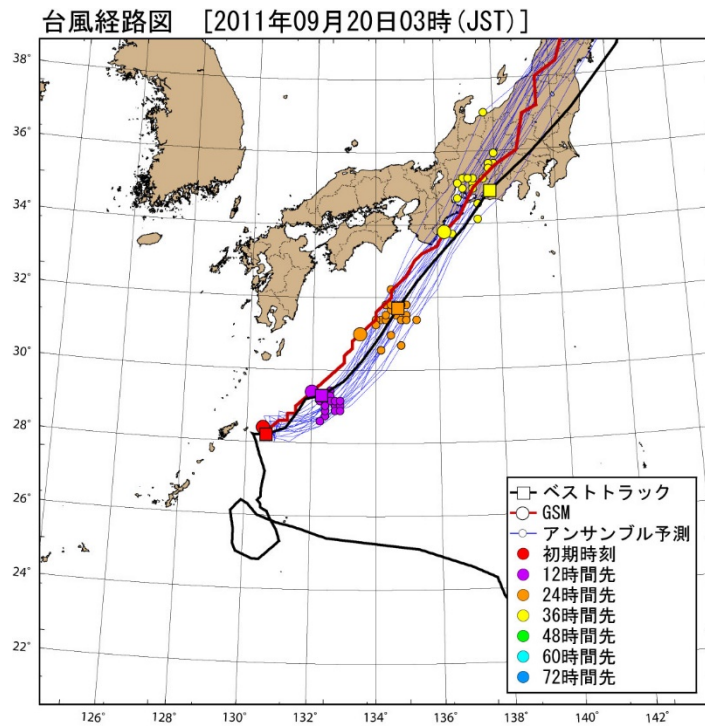 台風経路図 [2011年09月20日03時(JST)]
38°
36°
34°
32°
30°
28°
26°
24°
22°
126° 128° 130° 132° 134° 136° 138° 140° 142°
ベストトラック
GSM
アンサンブル予測
初期時刻
12時間先
24時間先
36時間先
48時間先
60時間先
72時間先